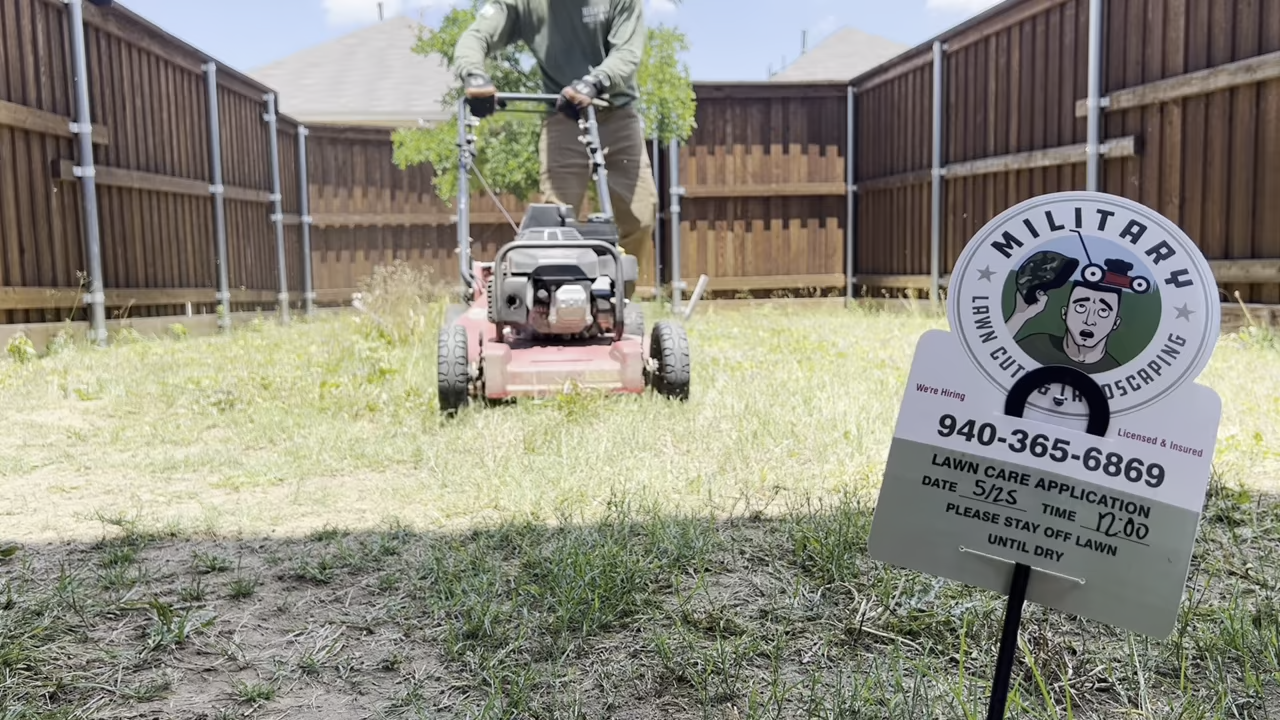 MILITARY
LAWN CUTS & LANDSCAPING
We're Hiring
Licensed & Insured
940-365-6869
LAWN CARE APPLICATION
DATE 5/25 TIME 12:00
PLEASE STAY OFF LAWN
UNTIL DRY